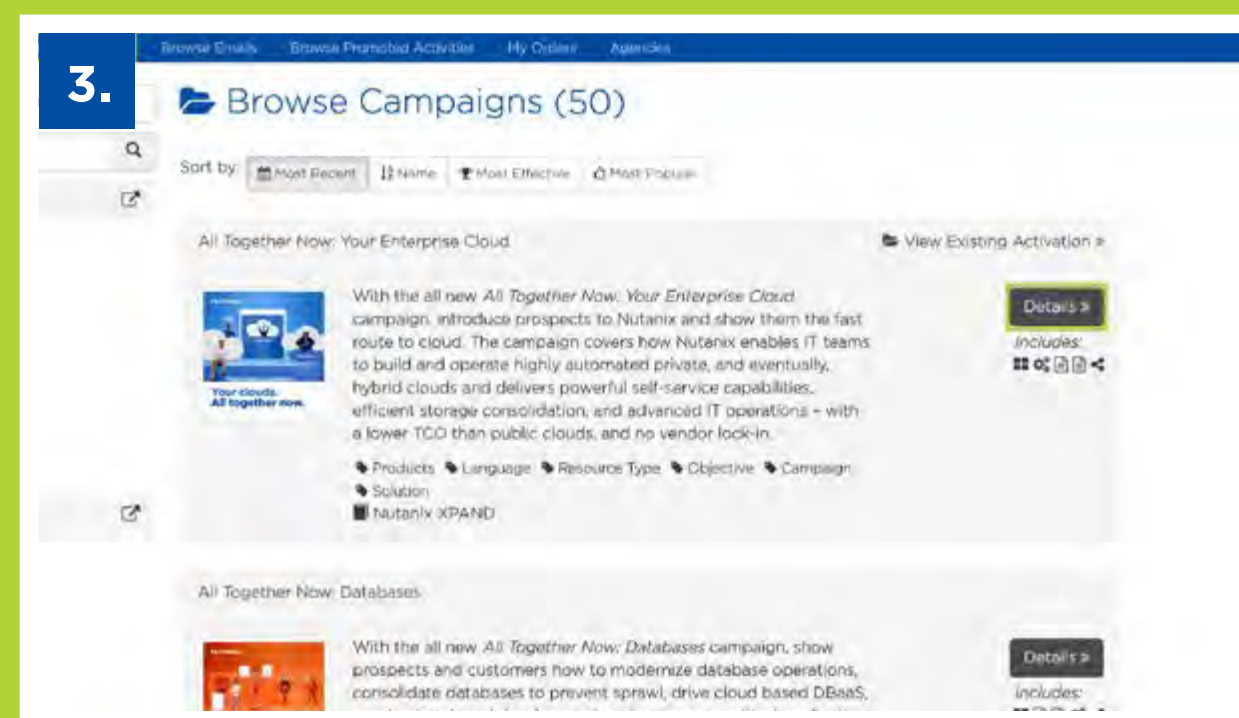 3.
Browse Emails Browse Promoted Activities My Orders Agencies
Browse Campaigns (50)
Sort by: Most Recent Name Most Effective Most Popular
All Together Now: Your Enterprise Cloud
View Existing Activation »
With the all new All Together Now: Your Enterprise Cloud
campaign, introduce prospects to Nutanix and show them the fast
route to cloud. The campaign covers how Nutanix enables IT teams
to build and operate highly automated private, and eventually,
hybrid clouds and delivers powerful self-service capabilities,
efficient storage consolidation, and advanced IT operations – with
a lower TCO than public clouds, and no vendor lock-in.
Your clouds.
All together now.
Details »
Includes:
Products Language Resource Type Objective Campaign
Solution
Nutanix XPAND
All Together Now: Databases
With the all new All Together Now: Databases campaign, show
prospects and customers how to modernize database operations,
consolidate databases to prevent sprawl, drive cloud based DBaaS,
Details »
Includes: